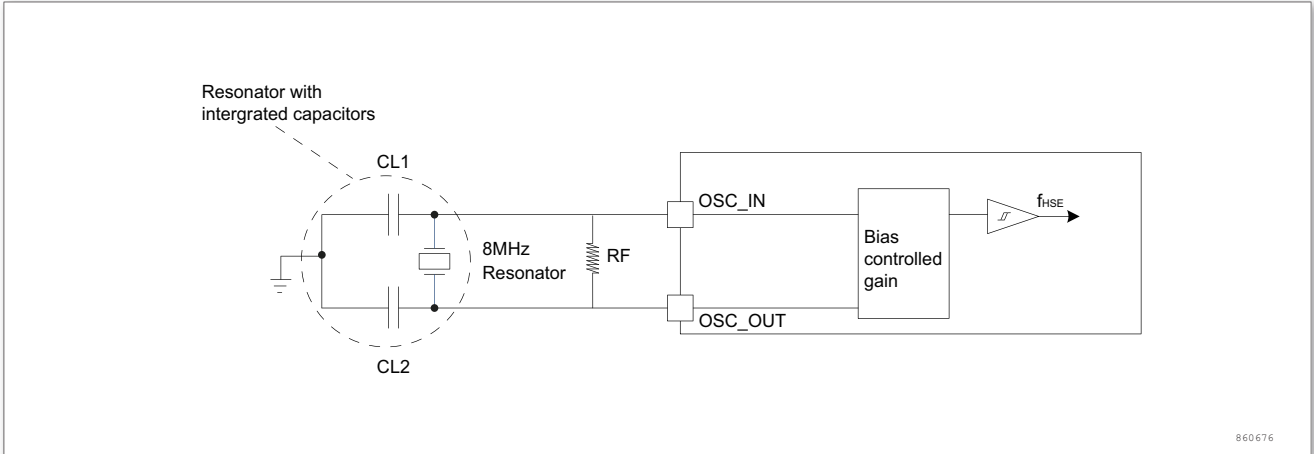 Resonator with
intergrated capacitors
CL1
OSC_IN
fHSE
8MHz
Resonator
RF
Bias
controlled
gain
OSC_OUT
CL2
860676